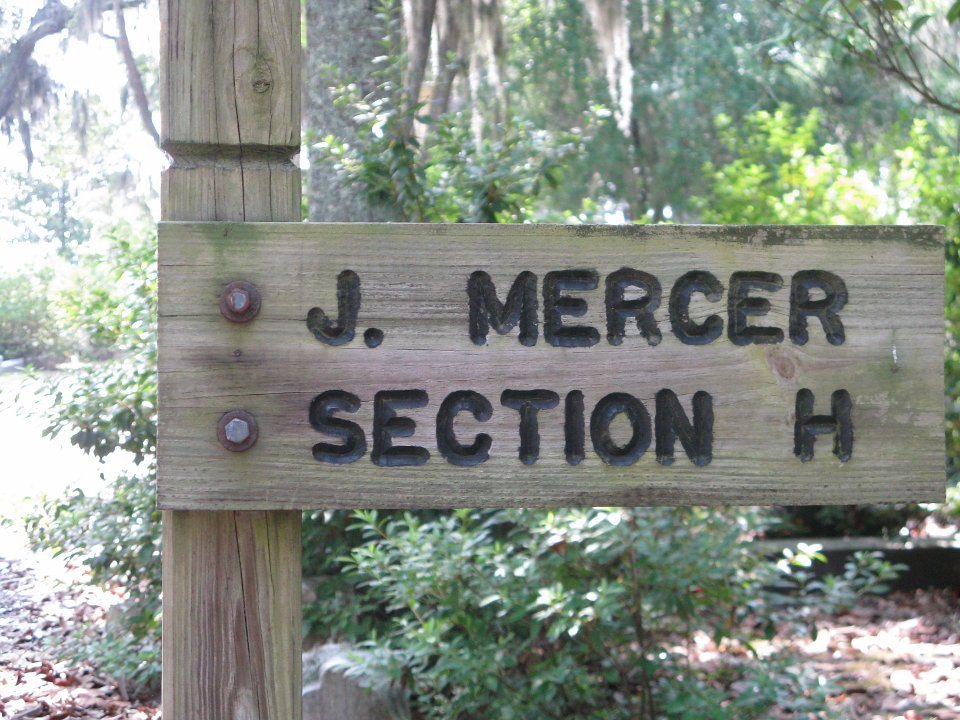 J. MERCER
SECTION H